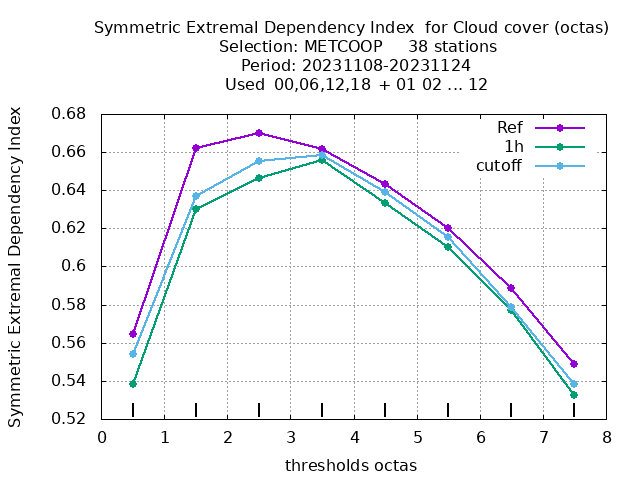 Symmetric Extremal Dependency Index for Cloud cover (octas)
Selection: METCOOP 38 stations
Period: 20231108-20231124
Used 00,06,12,18 + 01 02 ... 12
Symmetric Extremal Dependency Index
0.68
0.66
0.64
0.62
0.6
0.58
0.56
0.54
0.52
Ref
1h
cutoff
0 1 2 3 4 5 6 7 8
thresholds octas